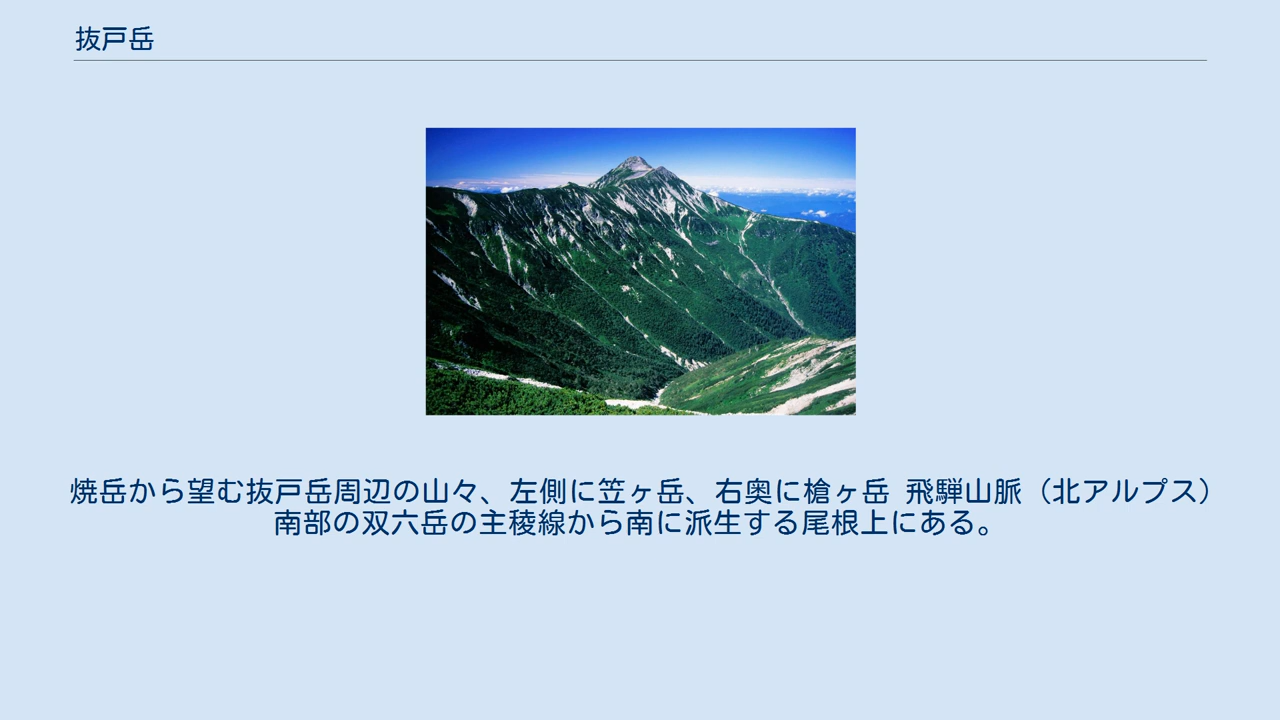 抜戸岳
焼岳から望む抜戸岳周辺の山々、左側に笠ヶ岳、右奥に槍ヶ岳 飛騨山脈（北アルプス）
南部の双六岳の主稜線から南に派生する尾根上にある。